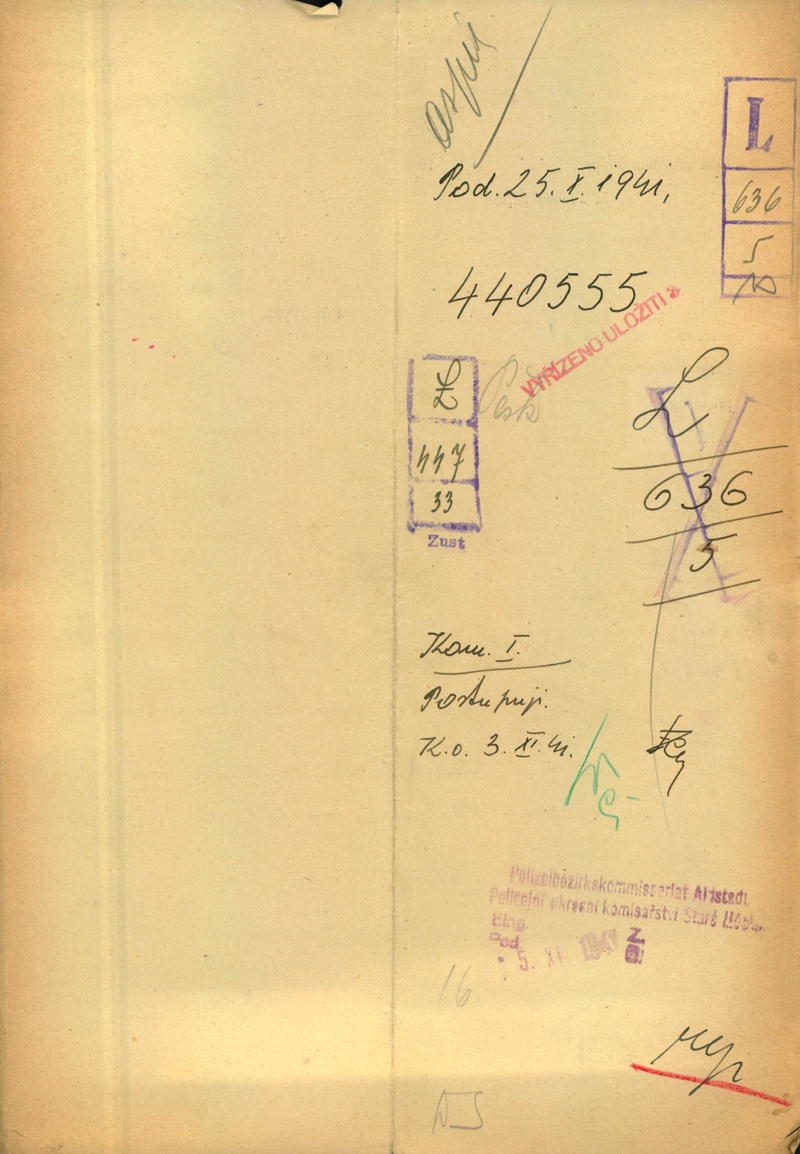 Pod. 25. X. 1941,
L
636
5
440555
VYŘÍZENO ULOŽITI
L
447
33
Zust
L
636
5
Kom. I.
Postupuji.
K.o. 3. XI. 41.
Polizeibezirkskommissariat Altstadt
Policejní okresní komisařství Staré Město
Eing.
Pod.
5. XI. 1941
Z.
Čj.
16